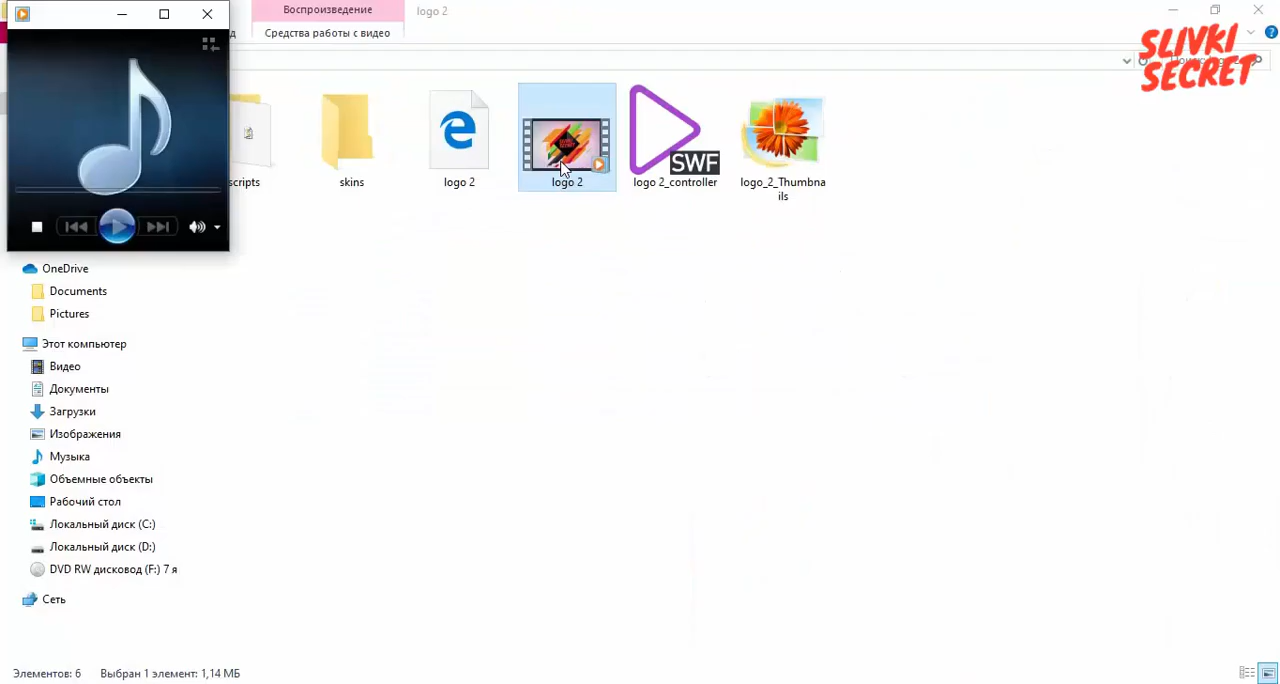 Воспроизведение
logo 2
д
Средства работы с видео
SLIVKI
SECRET
scripts
skins
logo 2
logo 2
SWF
logo 2_controller
logo_2_Thumbna
ils
OneDrive
Documents
Pictures
Этот компьютер
Видео
Документы
Загрузки
Изображения
Музыка
Объемные объекты
Рабочий стол
Локальный диск (C:)
Локальный диск (D:)
DVD RW дисковод (F:) 7 я
Сеть
Элементов: 6
Выбран 1 элемент: 1,14 МБ